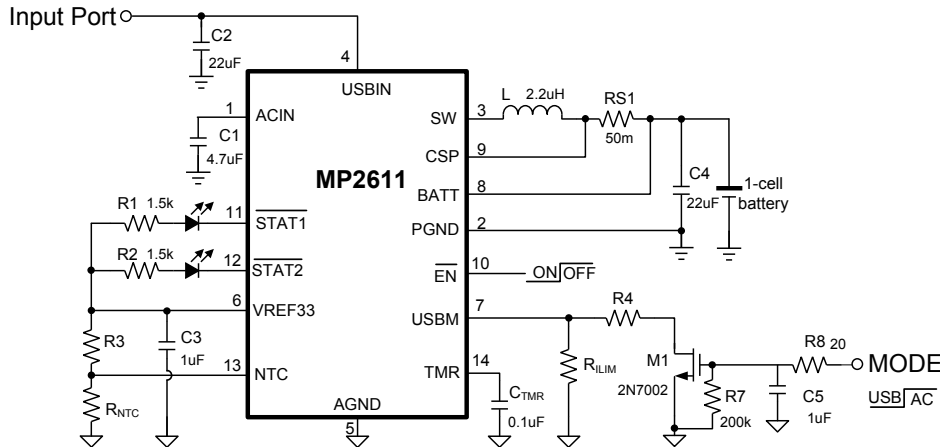 Input Port
C2
22uF
4
USBIN
1
ACIN
C1
4.7uF
MP2611
SW
3
L
2.2uH
RS1
50m
CSP
9
BATT
8
C4
22uF
1-cell
battery
PGND
2
R1
1.5k
11
STAT1
R2
1.5k
12
STAT2
EN
10
ON OFF
6
VREF33
USBM
7
R4
R3
C3
1uF
RILIM
M1
2N7002
R8
20
MODE
USB AC
13
NTC
TMR
14
CTMR
0.1uF
R7
200k
C5
1uF
RNTC
AGND
5